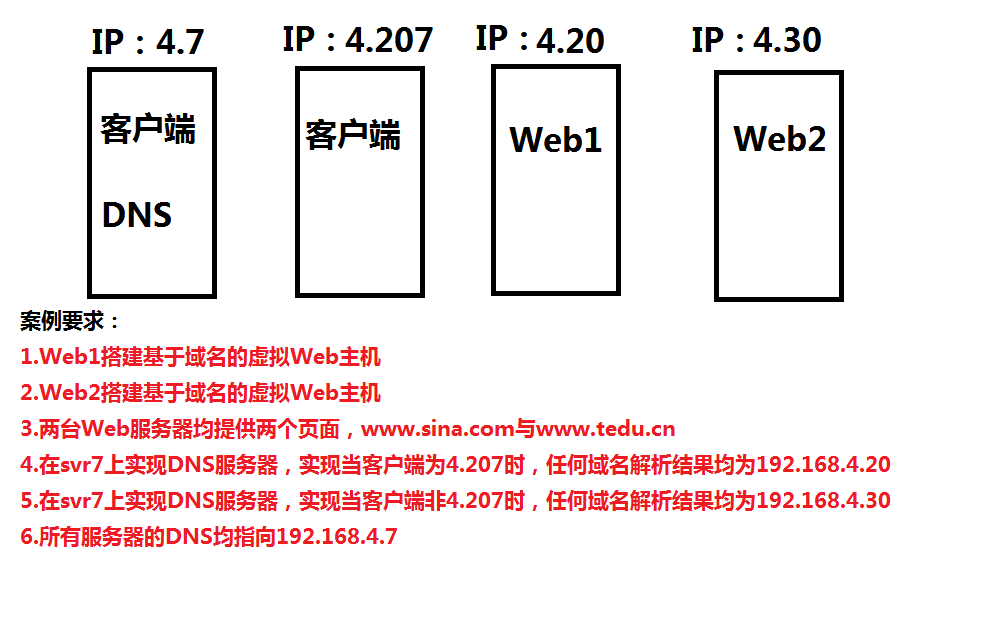 IP：4.7
IP：4.207
IP：4.20
IP：4.30
客户端
DNS
客户端
Web1
Web2
案例要求：
1.Web1搭建基于域名的虚拟Web主机
2.Web2搭建基于域名的虚拟Web主机
3.两台Web服务器均提供两个页面，www.sina.com与www.tedu.cn
4.在svr7上实现DNS服务器，实现当客户端为4.207时，任何域名解析结果均为192.168.4.20
5.在svr7上实现DNS服务器，实现当客户端非4.207时，任何域名解析结果均为192.168.4.30
6.所有服务器的DNS均指向192.168.4.7